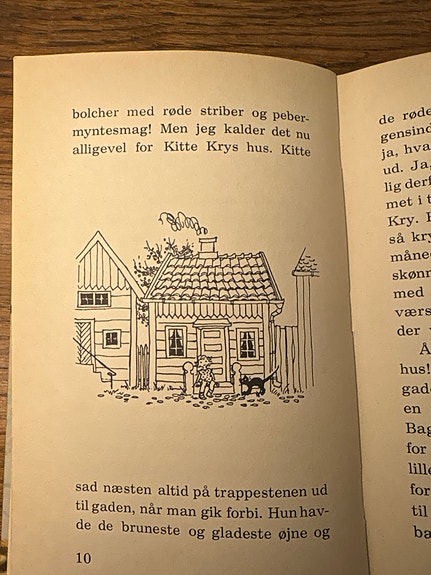 bolcher med røde striber og peber-
myntesmag! Men jeg kalder det nu
alligevel for Kitte Krys hus. Kitte
sad næsten altid på trappestenen ud
til gaden, når man gik forbi. Hun hav-
de de bruneste og gladeste øjne og
10
de røde
gensind
ja, hva
ud. Ja,
lig derf
met i t
Kry. 
så kry
måne
skønn
med
værs
der
Å
hus!
gad
en
Bag
for
lille
for
til